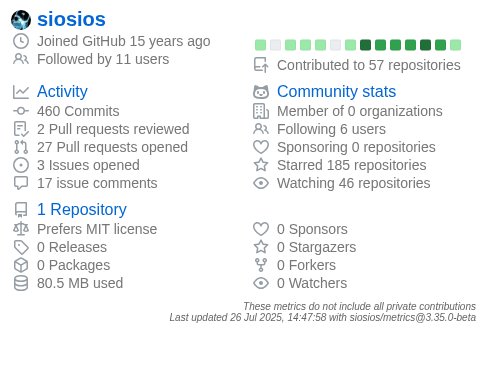 siosios
Joined GitHub 15 years ago
Followed by 11 users
Contributed to 57 repositories
Activity
460 Commits
2 Pull requests reviewed
27 Pull requests opened
3 Issues opened
17 issue comments
Community stats
Member of 0 organizations
Following 6 users
Sponsoring 0 repositories
Starred 185 repositories
Watching 46 repositories
1 Repository
Prefers MIT license
0 Releases
0 Packages
80.5 MB used
0 Sponsors
0 Stargazers
0 Forkers
0 Watchers
These metrics do not include all private contributions
Last updated 26 Jul 2025, 14:47:58 with siosios/metrics@3.35.0-beta